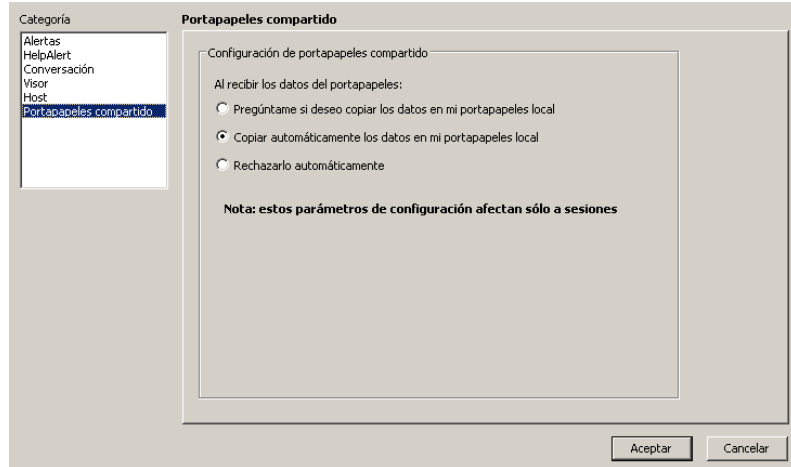 Categoría
Alertas
HelpAlert
Conversación
Visor
Host
Portapapeles compartido
Portapapeles compartido
Configuración de portapapeles compartido
Al recibir los datos del portapapeles:
Pregúntame si deseo copiar los datos en mi portapapeles local
Copiar automáticamente los datos en mi portapapeles local
Rechazarlo automáticamente
Nota: estos parámetros de configuración afectan sólo a sesiones
Aceptar
Cancelar